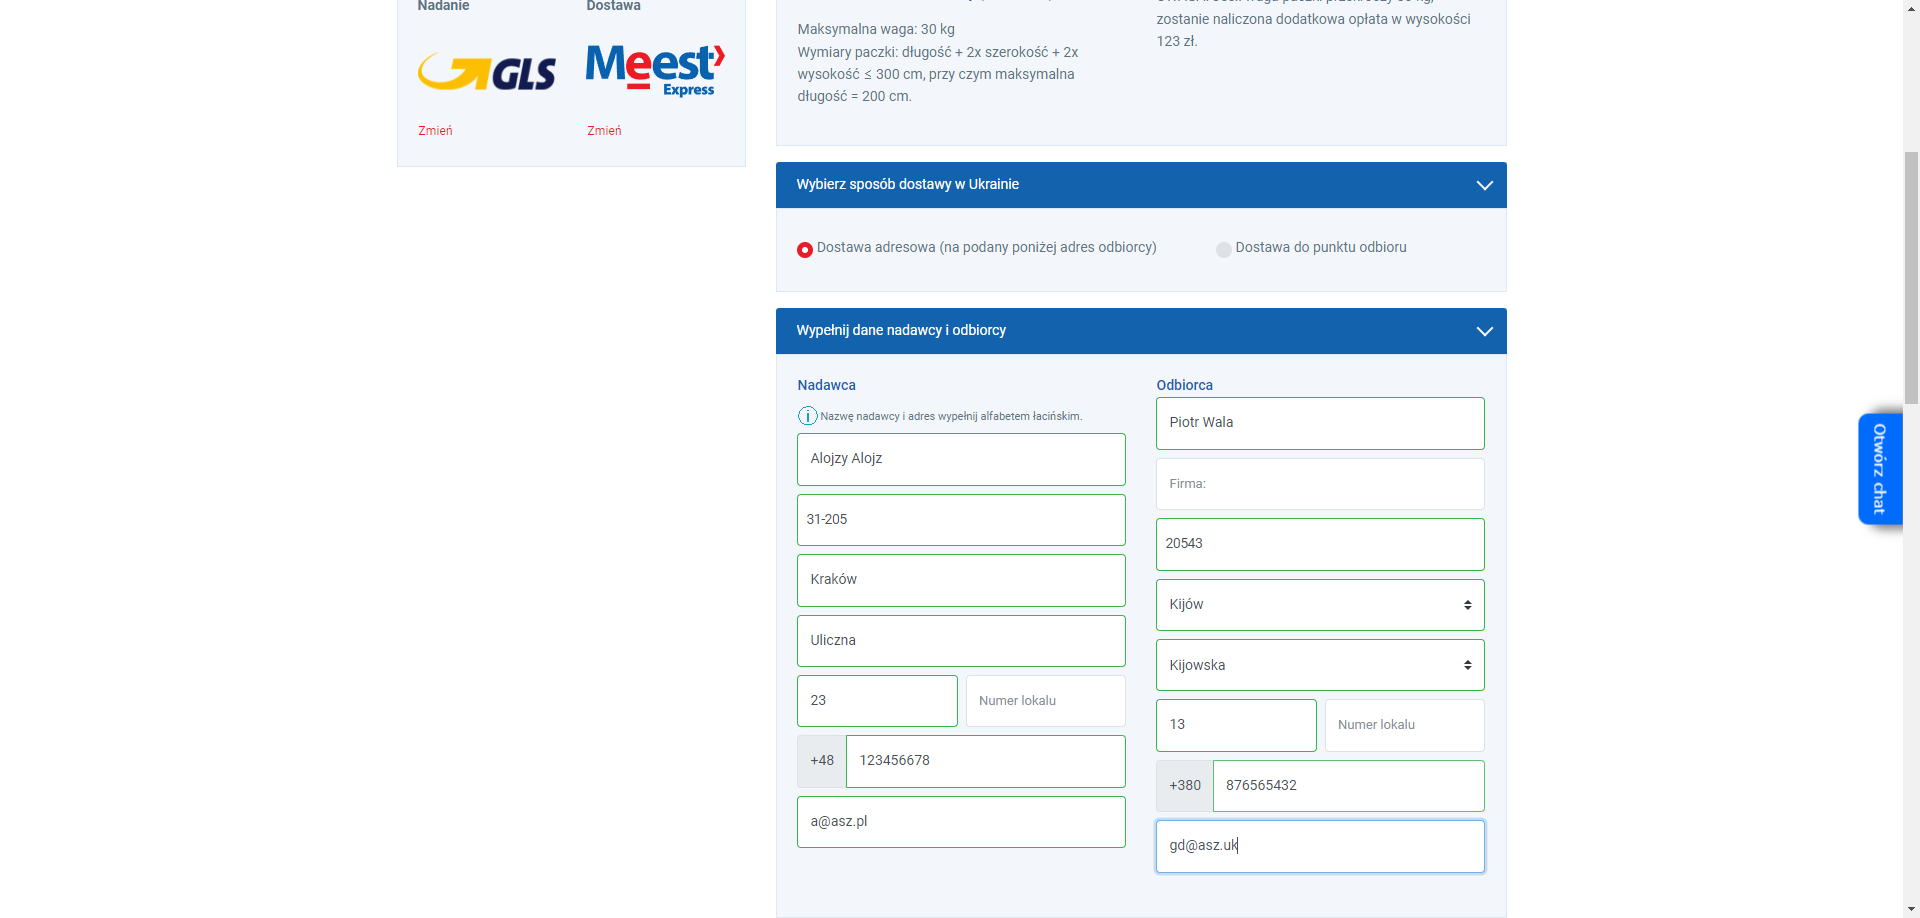 Nadanie
Dostawa
GLS
Meest
Express
Zmień
Zmień
Maksymalna waga: 30 kg
Wymiary paczki: długość + 2x szerokość + 2x
wysokość ≤ 300 cm, przy czym maksymalna
długość = 200 cm.
zostanie naliczona dodatkowa opłata w wysokości
123 zł.
Wybierz sposób dostawy w Ukrainie
Dostawa adresowa (na podany poniżej adres odbiorcy)
Dostawa do punktu odbioru
Wypełnij dane nadawcy i odbiorcy
Nadawca
Nazwę nadawcy i adres wypełnij alfabetem łacińskim.
Alojzy Alojz
31-205
Kraków
Uliczna
23
Numer lokalu
+48
123456678
a@asz.pl
Odbiorca
Piotr Wala
Firma:
20543
Kijów
Kijowska
13
Numer lokalu
+380
876565432
gd@asz.uk
Otwórz chat